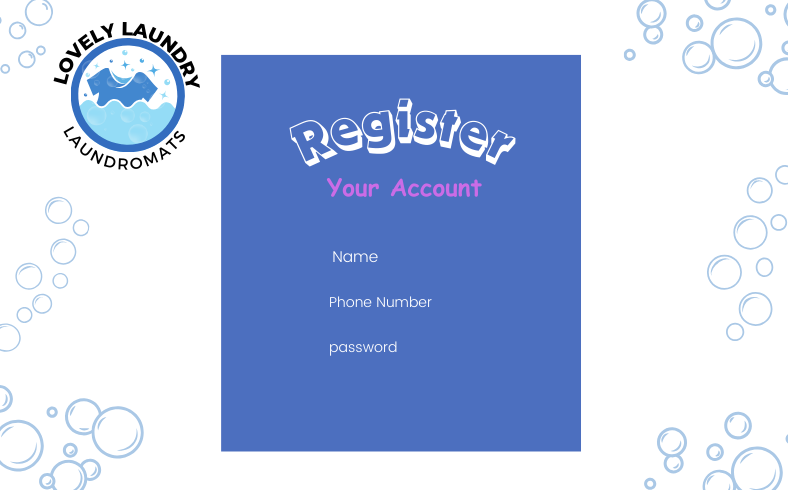 LOVELY LAUNDRY
LAUNDROMATS
Register
Your Account
Name
Phone Number
password